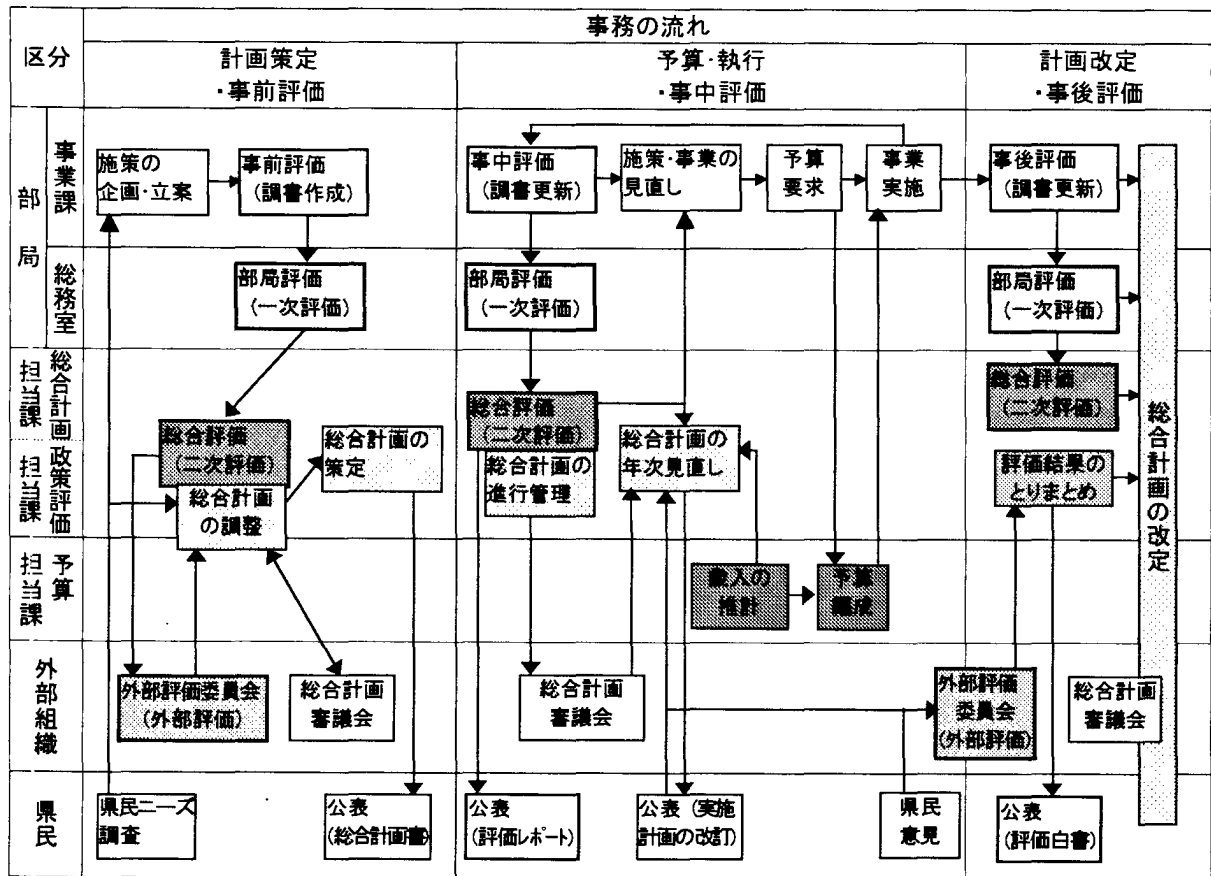 区分
事務の流れ
計画策定
・事前評価
予算・執行
・事中評価
計画改定
・事後評価
部局
事業課
施策の
企画・立案
事前評価
(調書作成)
事中評価
(調書更新)
施策・事業の
見直し
予算
要求
事業
実施
事後評価
(調書更新)
総務室
部局評価
(一次評価)
部局評価
(一次評価)
部局評価
(一次評価)
総合計画
担当課
政策評価
担当課
総合評価
(二次評価)
総合計画
の調整
総合計画の
策定
総合評価
(二次評価)
総合計画の
進行管理
総合計画の
年次見直し
総合評価
(二次評価)
評価結果の
とりまとめ
総合計画の改定
予算
担当課
歳入の
推計
予算
編成
外部組織
外部評価委員会
(外部評価)
総合計画
審議会
総合計画
審議会
外部評価
委員会
(外部評価)
総合計画
審議会
県民
県民ニーズ
調査
公表
(総合計画書)
公表
(評価レポート)
公表(実施
計画の改訂)
県民
意見
公表
(評価白書)